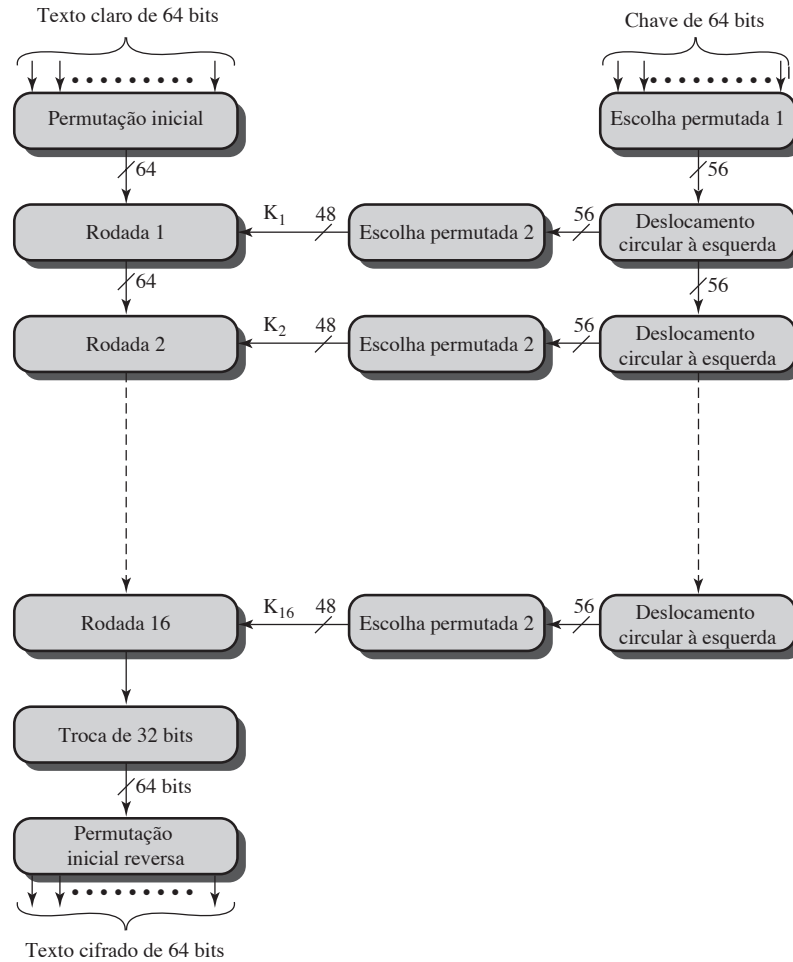 Texto claro de 64 bits
Chave de 64 bits
Permutação inicial
Escolha permutada 1
64
56
Rodada 1
K1
48
Escolha permutada 2
56
Deslocamento
circular à esquerda
64
56
Rodada 2
K2
48
Escolha permutada 2
56
Deslocamento
circular à esquerda
Rodada 16
K16
48
Escolha permutada 2
56
Deslocamento
circular à esquerda
Troca de 32 bits
64 bits
Permutação
inicial reversa
Texto cifrado de 64 bits